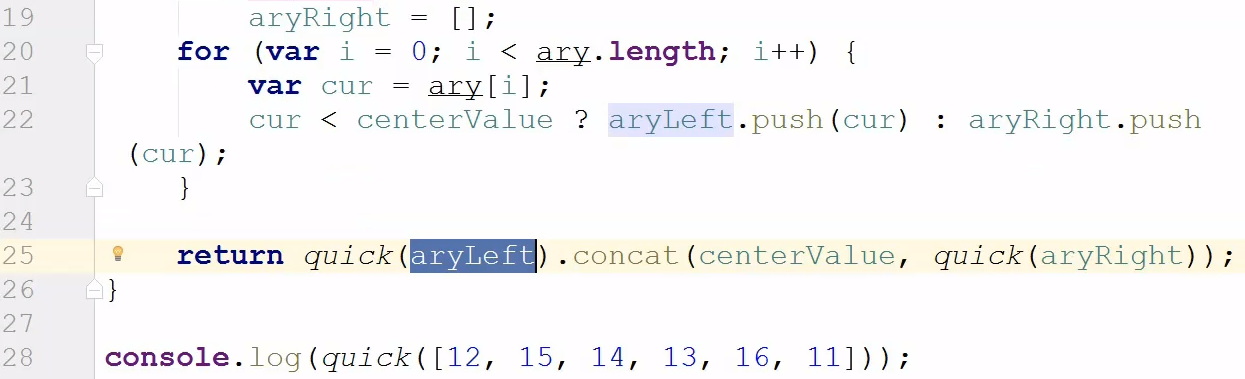 19 aryRight = [];
20 for (var i = 0; i < ary.length; i++) {
21 var cur = ary[i];
22 cur < centerValue ? aryLeft.push(cur) : aryRight.push
(cur);
23 }
24
25 return quick(aryLeft).concat(centerValue, quick(aryRight));
26 }
27
28 console.log(quick([12, 15, 14, 13, 16, 11]));